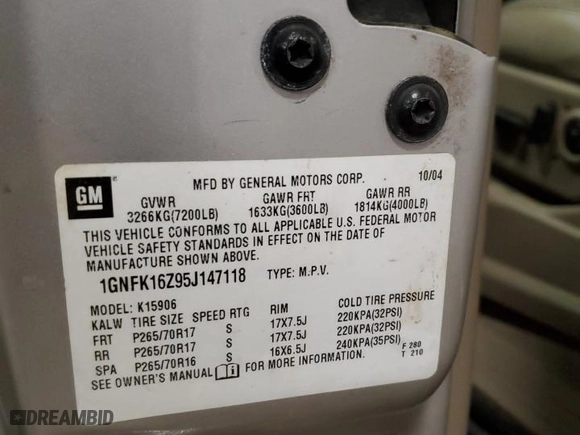 GM
MFD BY GENERAL MOTORS CORP. 10/04
GVWR GAWR FRT GAWR RR
3266KG(7200LB) 1633KG(3600LB) 1814KG(4000LB)
THIS VEHICLE CONFORMS TO ALL APPLICABLE U.S. FEDERAL MOTOR
VEHICLE SAFETY STANDARDS IN EFFECT ON THE DATE OF
MANUFACTURE SHOWN ABOVE.
1GNFK16Z95J147118 TYPE: M.P.V.
MODEL: K15906
KALW TIRE SIZE SPEED RTG RIM COLD TIRE PRESSURE
FRT P265/70R17 S 17X7.5J 220KPA(32PSI)
RR P265/70R17 S 17X7.5J 220KPA(32PSI)
SPA P265/70R16 S 16X6.5J 240KPA(35PSI) F 280
SEE OWNER'S MANUAL FOR MORE INFORMATION. T 210
DREAMBID